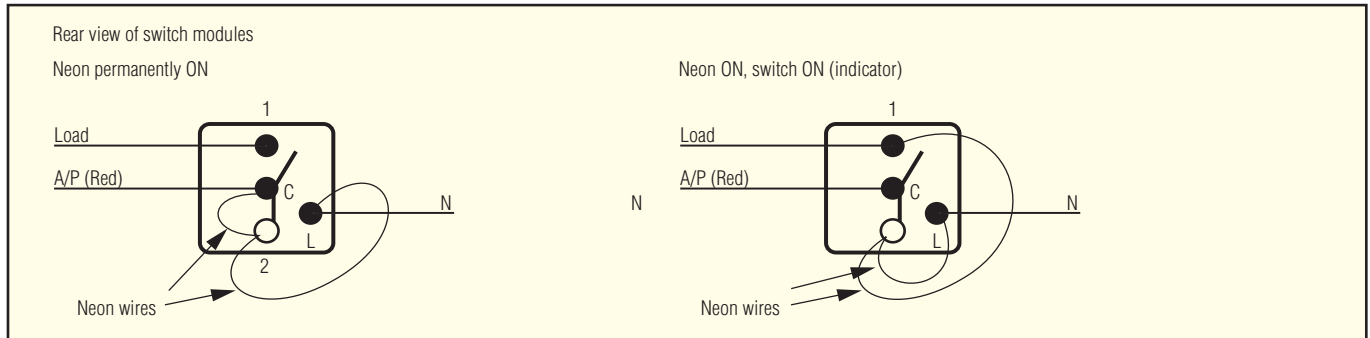 Rear view of switch modules
Neon permanently ON
1
Load
A/P (Red)
C
N
L
2
Neon wires
N
Neon ON, switch ON (indicator)
1
Load
A/P (Red)
C
N
L
Neon wires